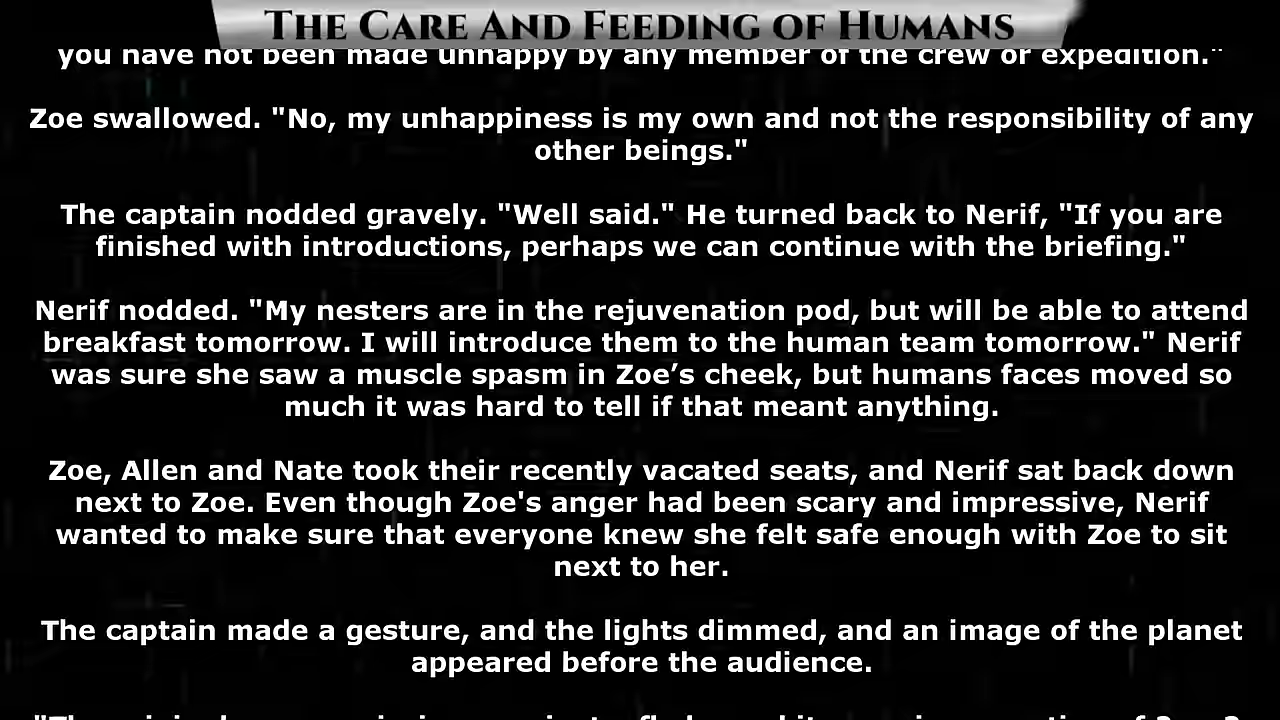 The Care And Feeding of Humans
you have not been made unhappy by any member of the crew or expedition."
Zoe swallowed. "No, my unhappiness is my own and not the responsibility of any
other beings."
The captain nodded gravely. "Well said." He turned back to Nerif, "If you are
finished with introductions, perhaps we can continue with the briefing."
Nerif nodded. "My nesters are in the rejuvenation pod, but will be able to attend
breakfast tomorrow. I will introduce them to the human team tomorrow." Nerif
was sure she saw a muscle spasm in Zoe’s cheek, but humans faces moved so
much it was hard to tell if that meant anything.
Zoe, Allen and Nate took their recently vacated seats, and Nerif sat back down
next to Zoe. Even though Zoe's anger had been scary and impressive, Nerif
wanted to make sure that everyone knew she felt safe enough with Zoe to sit
next to her.
The captain made a gesture, and the lights dimmed, and an image of the planet
appeared before the audience.